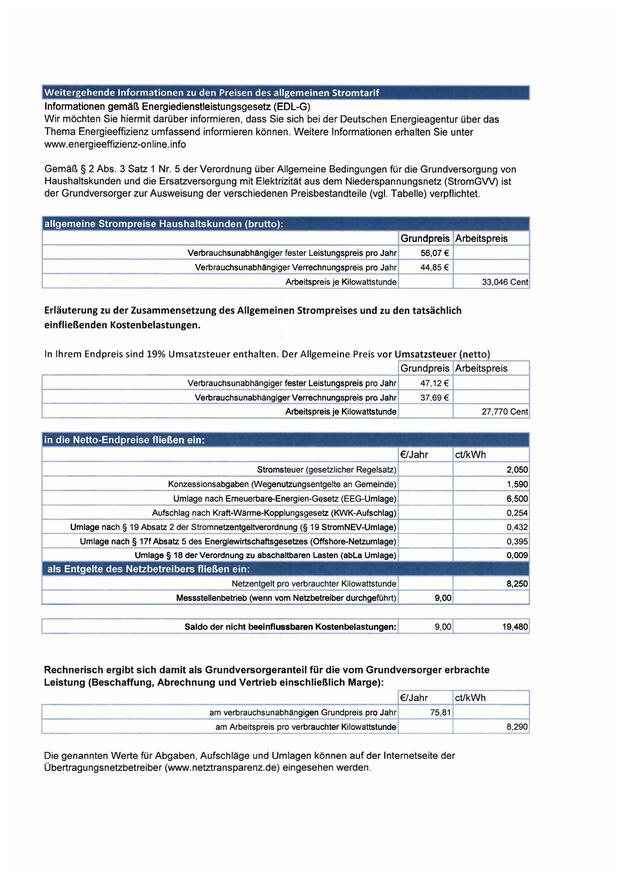 Weitergehende Informationen zu den Preisen des allgemeinen Stromtarif
Informationen gemäß Energiedienstleistungsgesetz (EDL-G)
Wir möchten Sie hiermit darüber informieren, dass Sie sich bei der Deutschen Energieagentur über das
Thema Energieeffizienz umfassend informieren können. Weitere Informationen erhalten Sie unter
www.energieeffizienz-online.info
Gemäß § 2 Abs. 3 Satz 1 Nr. 5 der Verordnung über Allgemeine Bedingungen für die Grundversorgung von
Haushaltskunden und die Ersatzversorgung mit Elektrizität aus dem Niederspannungsnetz (StromGVV) ist
der Grundversorger zur Ausweisung der verschiedenen Preisbestandteile (vgl. Tabelle) verpflichtet.
allgemeine Strompreise Haushaltskunden (brutto):
Grundpreis Arbeitspreis
Verbrauchsunabhängiger fester Leistungspreis pro Jahr 56,07 €
Verbrauchsunabhängiger Verrechnungspreis pro Jahr 44,85 €
Arbeitspreis je Kilowattstunde 33,046 Cent
Erläuterung zu der Zusammensetzung des Allgemeinen Strompreises und zu den tatsächlich
einfließenden Kostenbelastungen.
In Ihrem Endpreis sind 19% Umsatzsteuer enthalten. Der Allgemeine Preis vor Umsatzsteuer (netto)
Grundpreis Arbeitspreis
Verbrauchsunabhängiger fester Leistungspreis pro Jahr 47,12 €
Verbrauchsunabhängiger Verrechnungspreis pro Jahr 37,69 €
Arbeitspreis je Kilowattstunde 27,770 Cent
in die Netto-Endpreise fließen ein:
€/Jahr ct/kWh
Stromsteuer (gesetzlicher Regelsatz) 2,050
Konzessionsabgaben (Wegenutzungsentgelte an Gemeinde) 1,590
Umlage nach Erneuerbare-Energien-Gesetz (EEG-Umlage) 6,500
Aufschlag nach Kraft-Wärme-Kopplungsgesetz (KWK-Aufschlag) 0,254
Umlage nach § 19 Absatz 2 der Stromnetzentgeltverordnung (§ 19 StromNEV-Umlage) 0,432
Umlage nach § 17f Absatz 5 des Energiewirtschaftsgesetzes (Offshore-Netzumlage) 0,395
Umlage § 18 der Verordnung zu abschaltbaren Lasten (abLa Umlage) 0,009
als Entgelte des Netzbetreibers fließen ein:
Netzentgelt pro verbrauchter Kilowattstunde 8,250
Messstellenbetrieb (wenn vom Netzbetreiber durchgeführt) 9,00
Saldo der nicht beeinflussbaren Kostenbelastungen: 9,00 19,480
Rechnerisch ergibt sich damit als Grundversorgeranteil für die vom Grundversorger erbrachte
Leistung (Beschaffung, Abrechnung und Vertrieb einschließlich Marge):
€/Jahr ct/kWh
am verbrauchsunabhängigen Grundpreis pro Jahr 75,81
am Arbeitspreis pro verbrauchter Kilowattstunde 8,290
Die genannten Werte für Abgaben, Aufschläge und Umlagen können auf der Internetseite der
Übertragungsnetzbetreiber (www.netztransparenz.de) eingesehen werden.